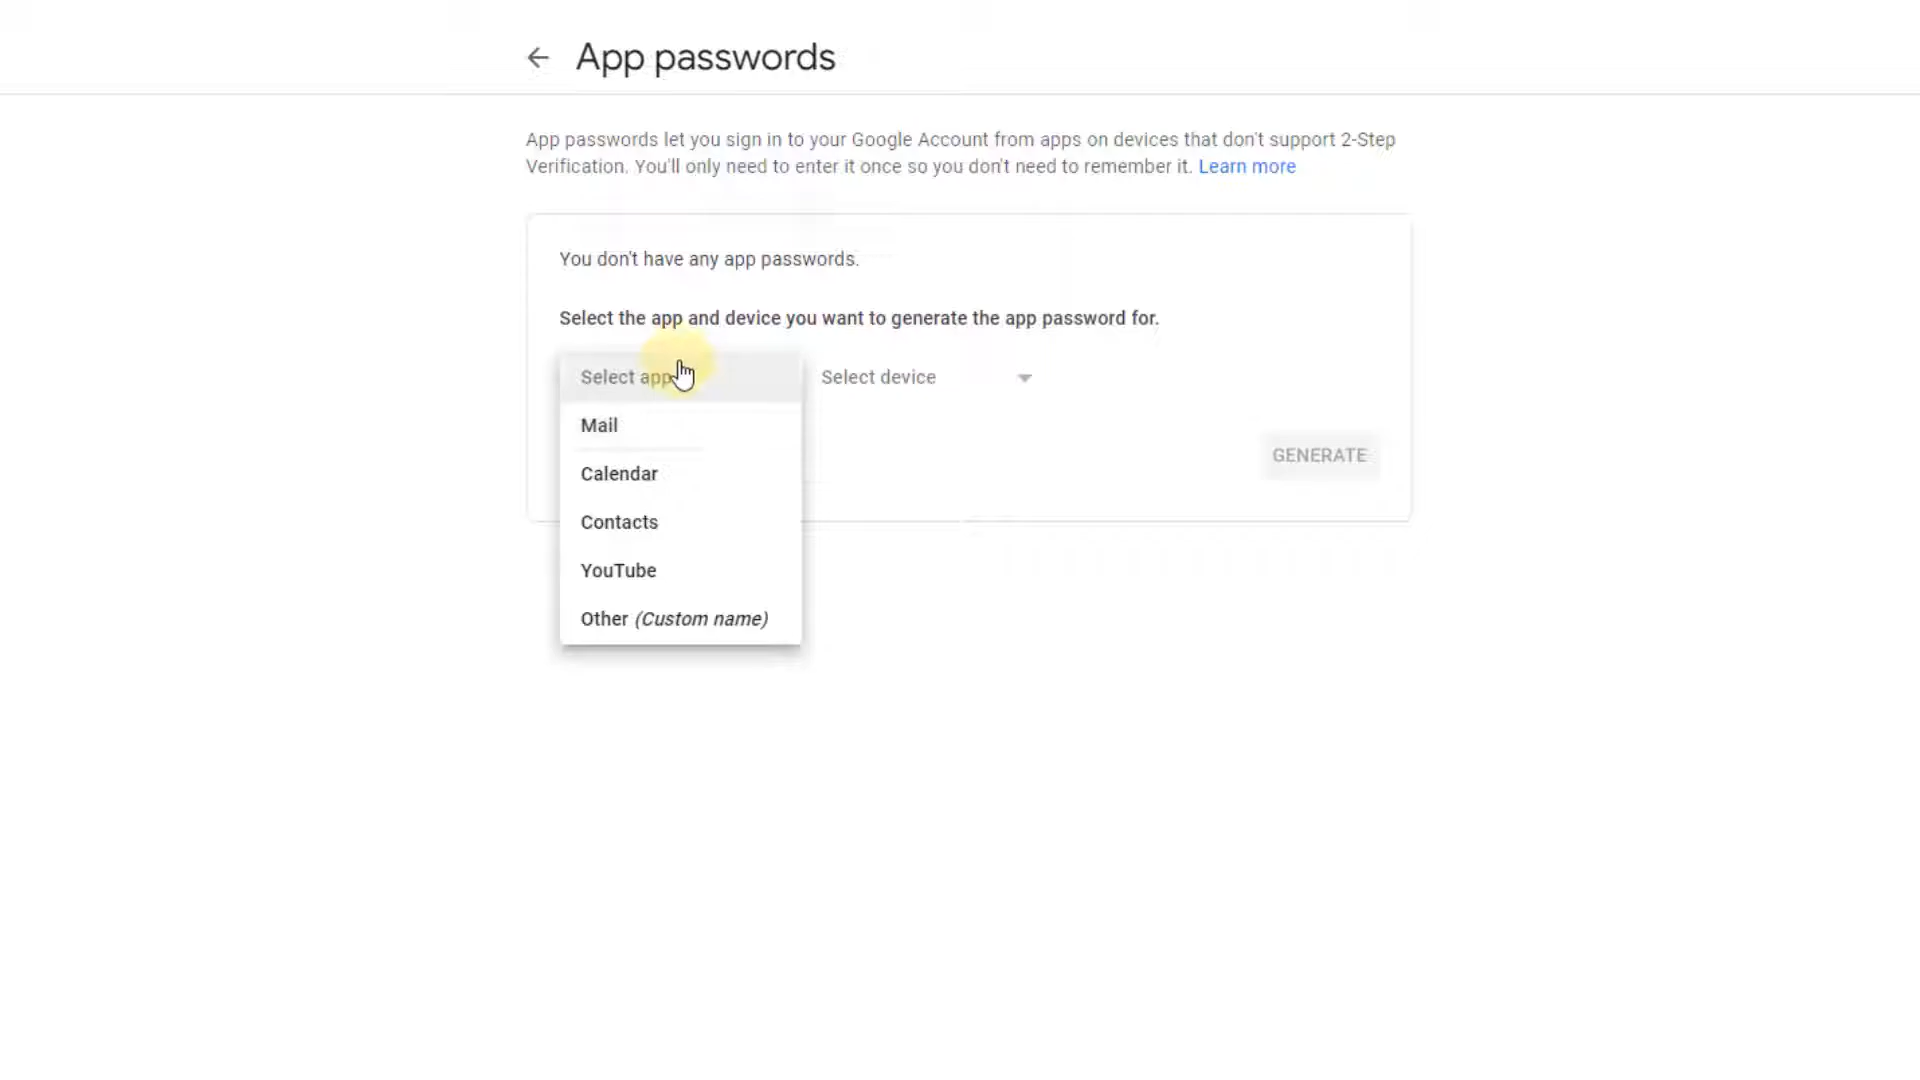 App passwords
App passwords let you sign in to your Google Account from apps on devices that don't support 2-Step
Verification. You'll only need to enter it once so you don't need to remember it. Learn more
You don't have any app passwords.
Select the app and device you want to generate the app password for.
Select app
Select device
Mail
Calendar
GENERATE
Contacts
YouTube
Other (Custom name)